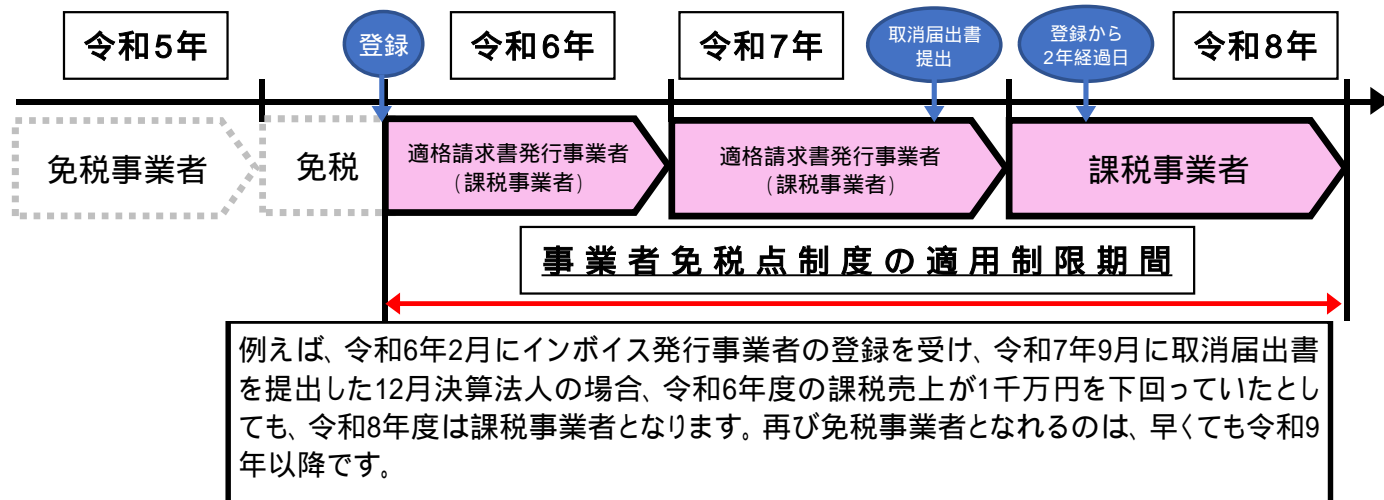 令和5年
登録
令和6年
令和7年
取消届出書
提出
登録から
2年経過日
令和8年
免税事業者
免税
適格請求書発行事業者
(課税事業者)
適格請求書発行事業者
(課税事業者)
課税事業者
事業者免税点制度の適用制限期間
例えば、令和6年2月にインボイス発行事業者の登録を受け、令和7年9月に取消届出書
を提出した12月決算法人の場合、令和6年度の課税売上が1千万円を下回っていたとし
ても、令和8年度は課税事業者となります。再び免税事業者となれるのは、早くても令和9
年以降です。